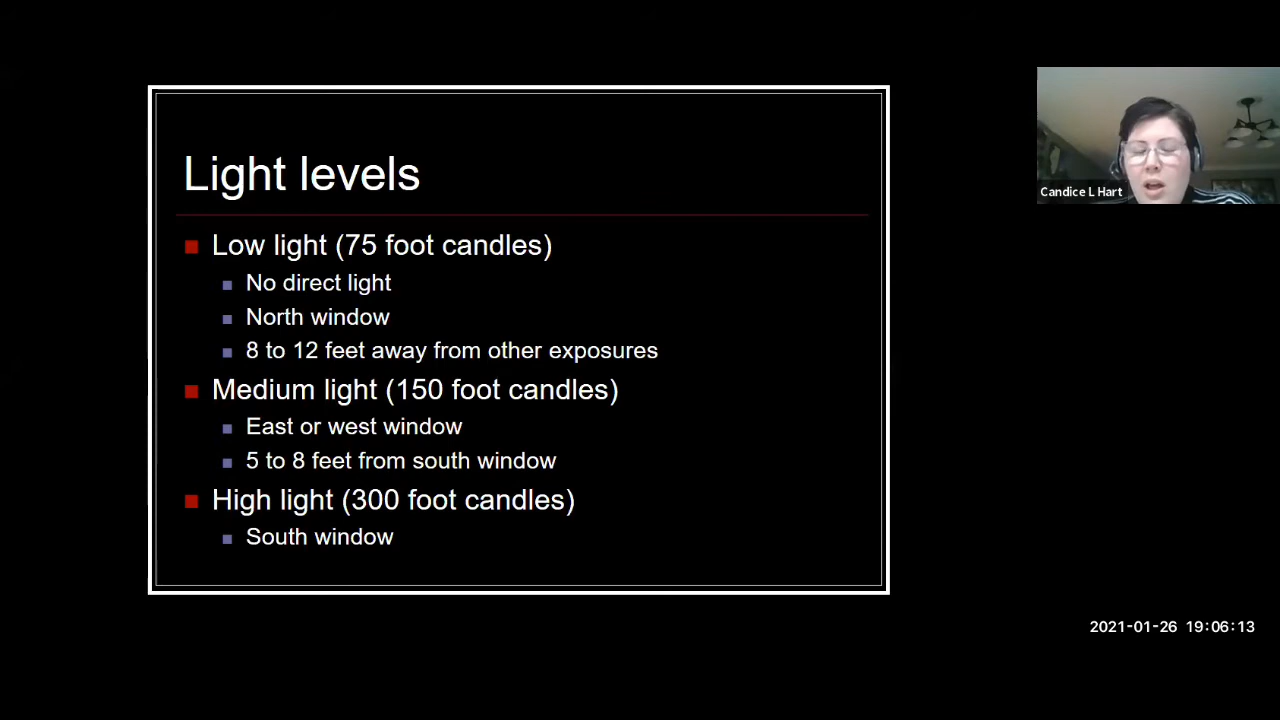 Light levels
Low light (75 foot candles)
No direct light
North window
8 to 12 feet away from other exposures
Medium light (150 foot candles)
East or west window
5 to 8 feet from south window
High light (300 foot candles)
South window
Candice L Hart
2021-01-26 19:06:13